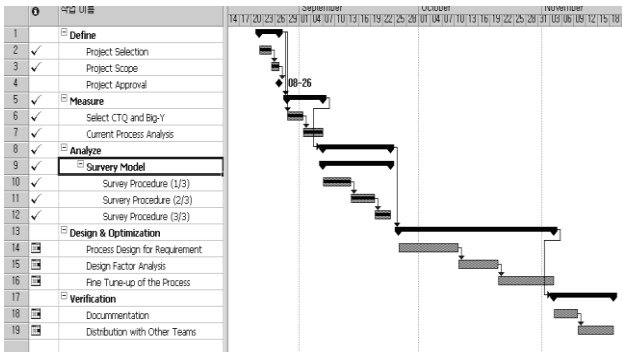 작업 이름
September October November
14 17 20 23 26 29 01 04 07 10 13 16 19 22 25 28 01 04 07 10 13 16 19 22 25 28 31 03 06 09 12 15 18
1 Define
2 Project Selection
3 Project Scope
4 Project Approval 08-26
5 Measure
6 Select CTQ and Big-Y
7 Current Process Analysis
8 Analyze
9 Survery Model
10 Survey Procedure (1/3)
11 Survery Procedure (2/3)
12 Survey Procedure (3/3)
13 Design & Optimization
14 Process Design for Requirement
15 Design Factor Analysis
16 Fine Tune-up of the Process
17 Verification
18 Docummentation
19 Distribution with Other Teams